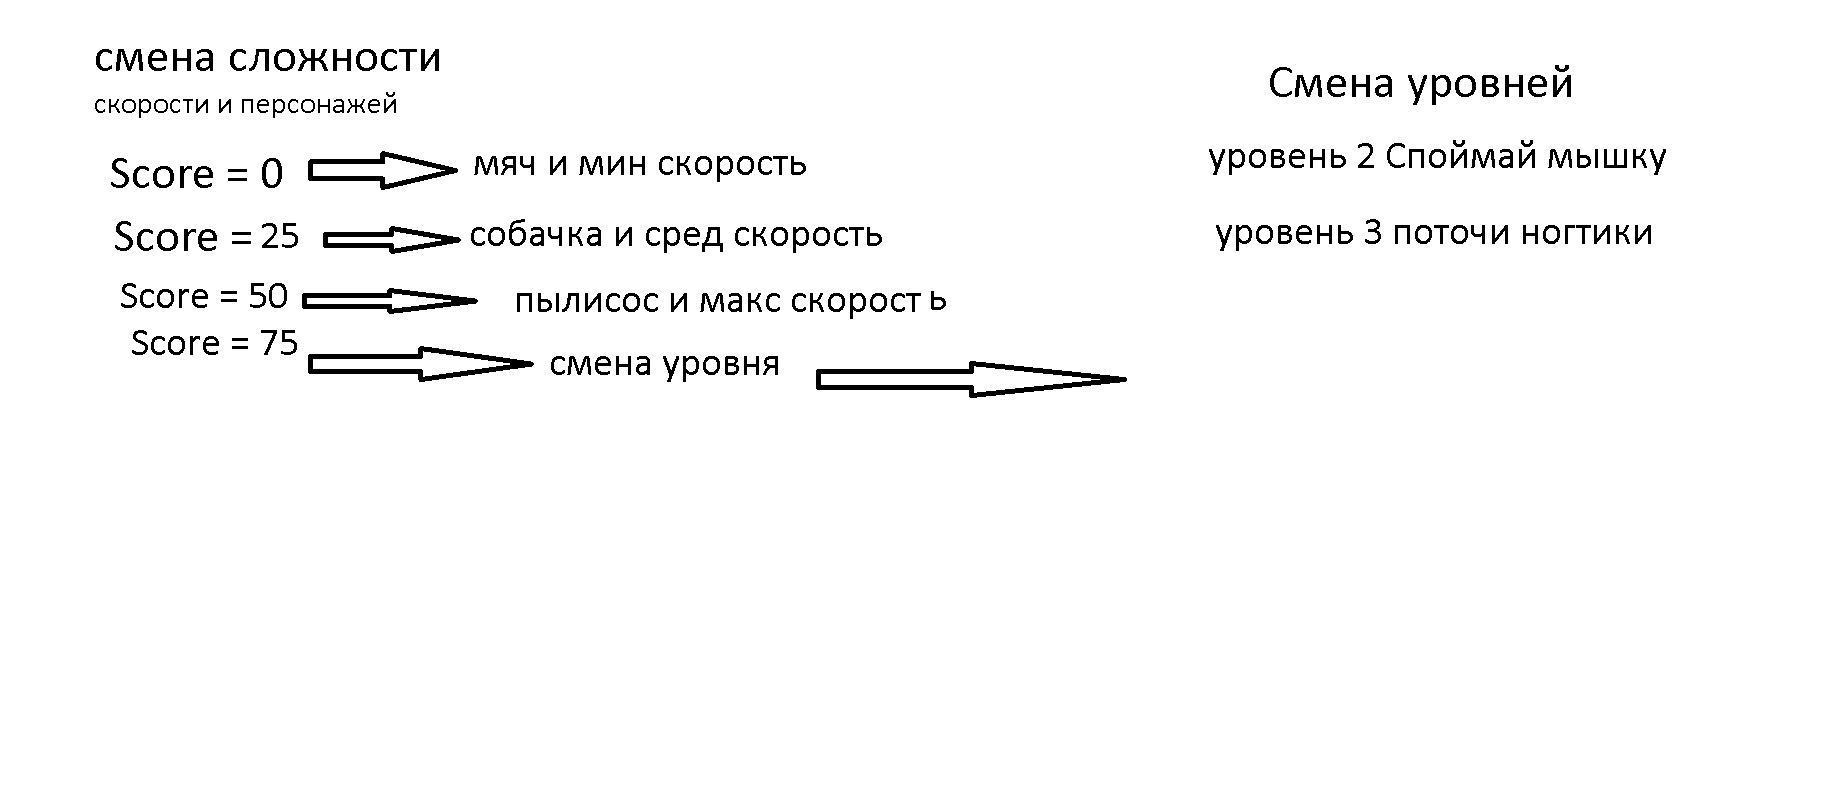 смена сложности
скорости и персонажей
Score = 0 мяч и мин скорость
Score = 25 собачка и сред скорость
Score = 50 пылисос и макс скорост ь
Score = 75 смена уровня
Смена уровней
уровень 2 Споймай мышку
уровень 3 поточи ногтики